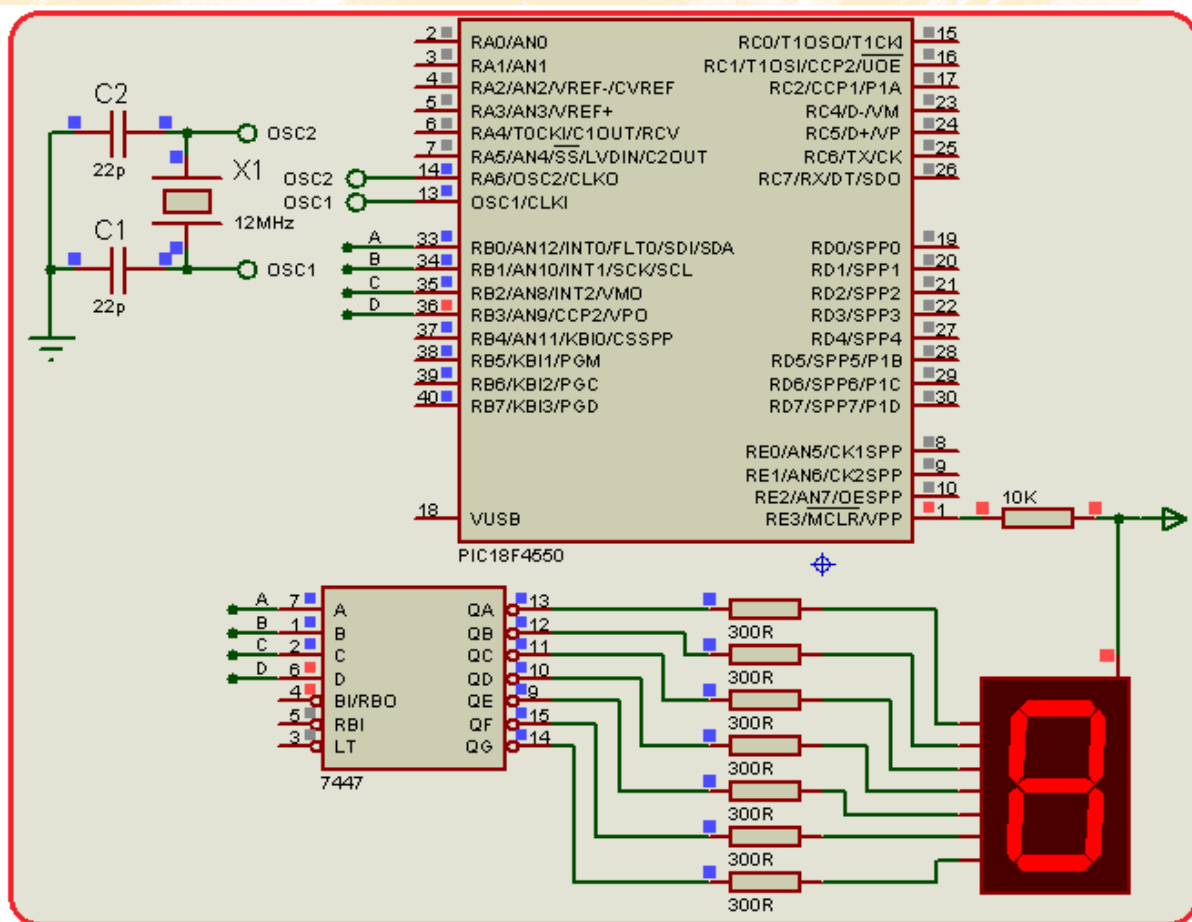 C2
22p
OSC2
X1
12MHz
C1
22p
OSC1
OSC2
OSC1
A
B
C
D
2 RA0/AN0
3 RA1/AN1
4 RA2/AN2/VREF-/CVREF
5 RA3/AN3/VREF+
6 RA4/T0CKI/C1OUT/RCV
7 RA5/AN4/SS/LVDIN/C2OUT
14 RA6/OSC2/CLKO
13 OSC1/CLKI
33 RB0/AN12/INT0/FLT0/SDI/SDA
34 RB1/AN10/INT1/SCK/SCL
35 RB2/AN8/INT2/VMO
36 RB3/AN9/CCP2/VPO
37 RB4/AN11/KBI0/CSSPP
38 RB5/KBI1/PGM
39 RB6/KBI2/PGC
40 RB7/KBI3/PGD
18 VUSB
RC0/T1OSO/T1CKI 15
RC1/T1OSI/CCP2/UOE 16
RC2/CCP1/P1A 17
RC4/D-/VM 23
RC5/D+/VP 24
RC6/TX/CK 25
RC7/RX/DT/SDO 26
RD0/SPP0 19
RD1/SPP1 20
RD2/SPP2 21
RD3/SPP3 22
RD4/SPP4 27
RD5/SPP5/P1B 28
RD6/SPP6/P1C 29
RD7/SPP7/P1D 30
RE0/AN5/CK1SPP 8
RE1/AN6/CK2SPP 9
RE2/AN7/OESPP 10
RE3/MCLR/VPP 1
10K
PIC18F4550
A 7 A
B 1 B
C 2 C
D 6 D
4 BI/RBO
5 RBI
3 LT
QA 13
QB 12
QC 11
QD 10
QE 9
QF 15
QG 14
7447
300R
300R
300R
300R
300R
300R
300R
8